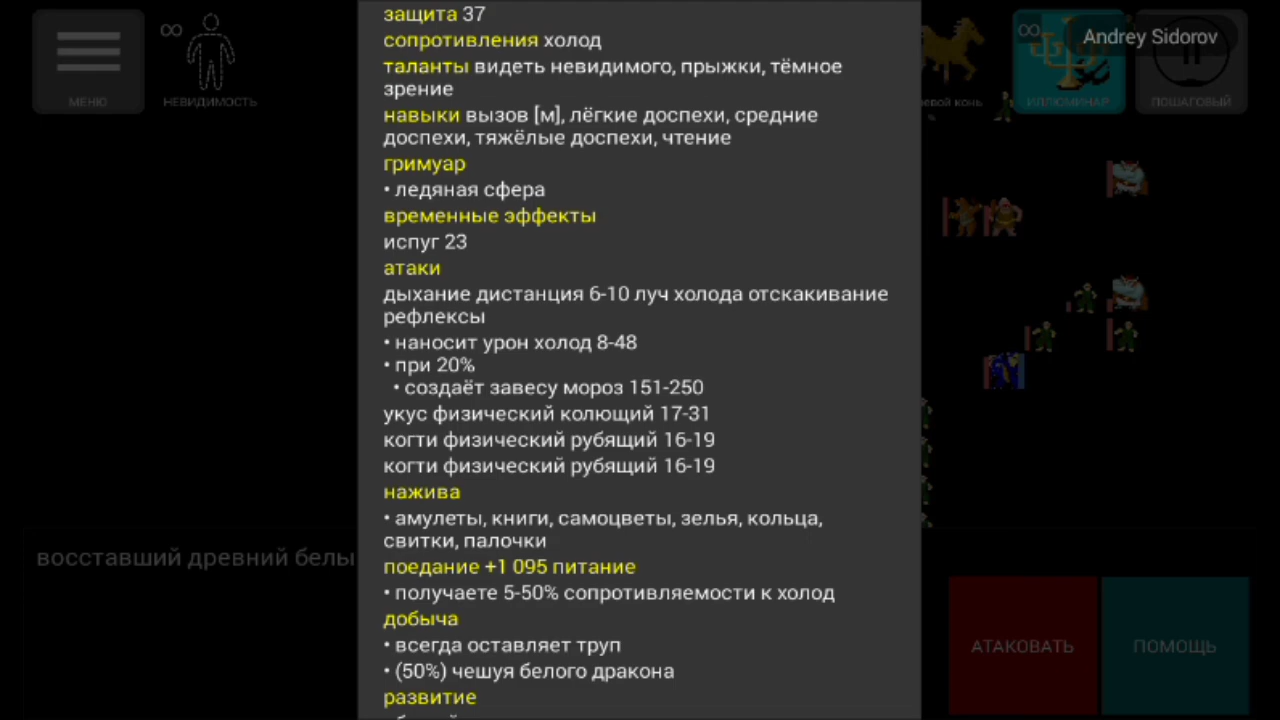 защита 37
сопротивления холод
таланты видеть невидимого, прыжки, тёмное
зрение
навыки вызов [м], лёгкие доспехи, средние
доспехи, тяжёлые доспехи, чтение
гримуар
• ледяная сфера
временные эффекты
испуг 23
атаки
дыхание дистанция 6-10 луч холода отскакивание
рефлексы
• наносит урон холод 8-48
• при 20%
• создаёт завесу мороз 151-250
укус физический колющий 17-31
когти физический рубящий 16-19
когти физический рубящий 16-19
нажива
• амулеты, книги, самоцветы, зелья, кольца,
свитки, палочки
поедание +1 095 питание
• получаете 5-50% сопротивляемости к холод
добыча
• всегда оставляет труп
• (50%) чешуя белого дракона
развитие
МЕНЮ
∞
НЕВИДИМОСТЬ
евой конь
∞
ИЛЛЮМИНАР
Andrey Sidorov
ПОШАГОВЫЙ
восставший древний белы
АТАКОВАТЬ
ПОМОЩЬ